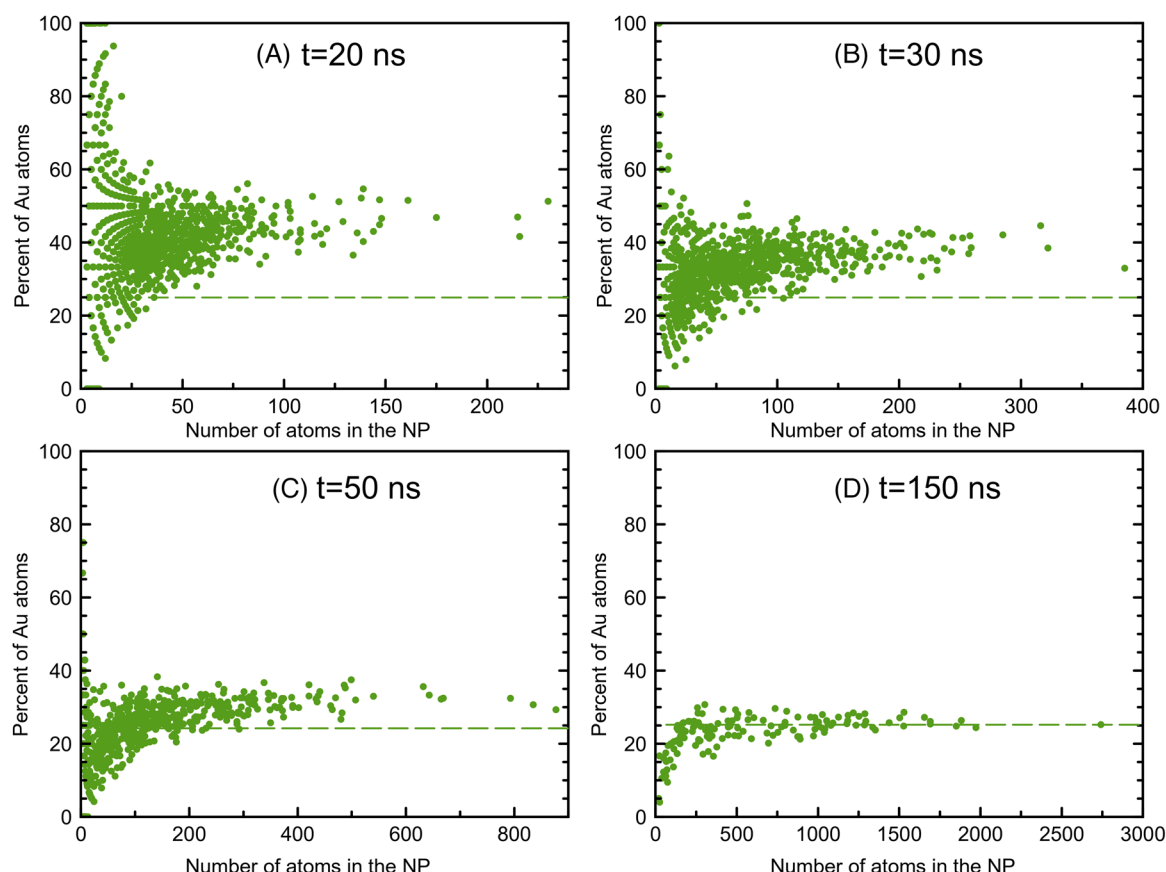 (A) t=20 ns
Percent of Au atoms
100
80
60
40
20
0
0 50 100 150 200
Number of atoms in the NP
(B) t=30 ns
Percent of Au atoms
100
80
60
40
20
0
0 100 200 300 400
Number of atoms in the NP
(C) t=50 ns
Percent of Au atoms
100
80
60
40
20
0
0 200 400 600 800
Number of atoms in the NP
(D) t=150 ns
Percent of Au atoms
100
80
60
40
20
0
0 500 1000 1500 2000 2500 3000
Number of atoms in the NP